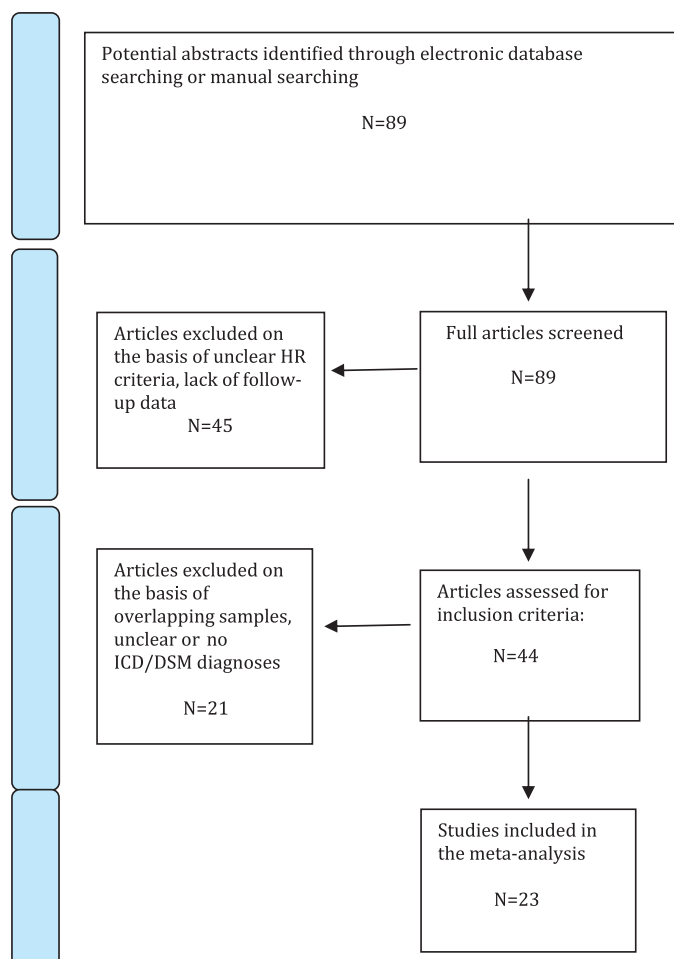 Potential abstracts identified through electronic database
searching or manual searching
N=89
Articles excluded on
the basis of unclear HR
criteria, lack of follow-
up data
N=45
Full articles screened
N=89
Articles excluded on
the basis of
overlapping samples,
unclear or no
ICD/DSM diagnoses
N=21
Articles assessed for
inclusion criteria:
N=44
Studies included in
the meta-analysis
N=23